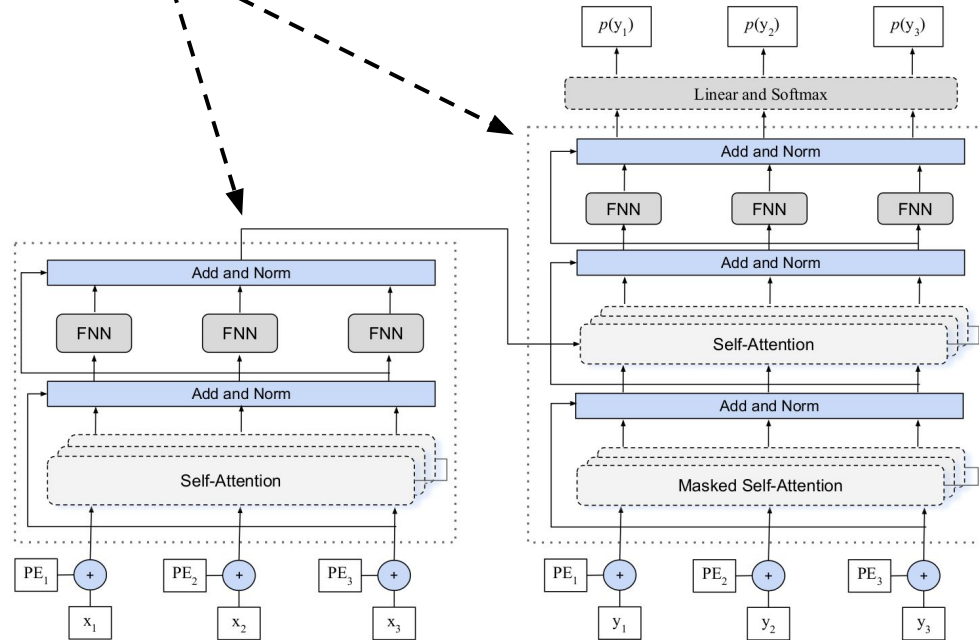 p(y₁) p(y₂) p(y₃)
Linear and Softmax
Add and Norm
FNN FNN FNN
Add and Norm
Self-Attention
Add and Norm
Masked Self-Attention
PE₁ + PE₂ + PE₃ +
y₁ y₂ y₃
Add and Norm
FNN FNN FNN
Add and Norm
Self-Attention
PE₁ + PE₂ + PE₃ +
x₁ x₂ x₃